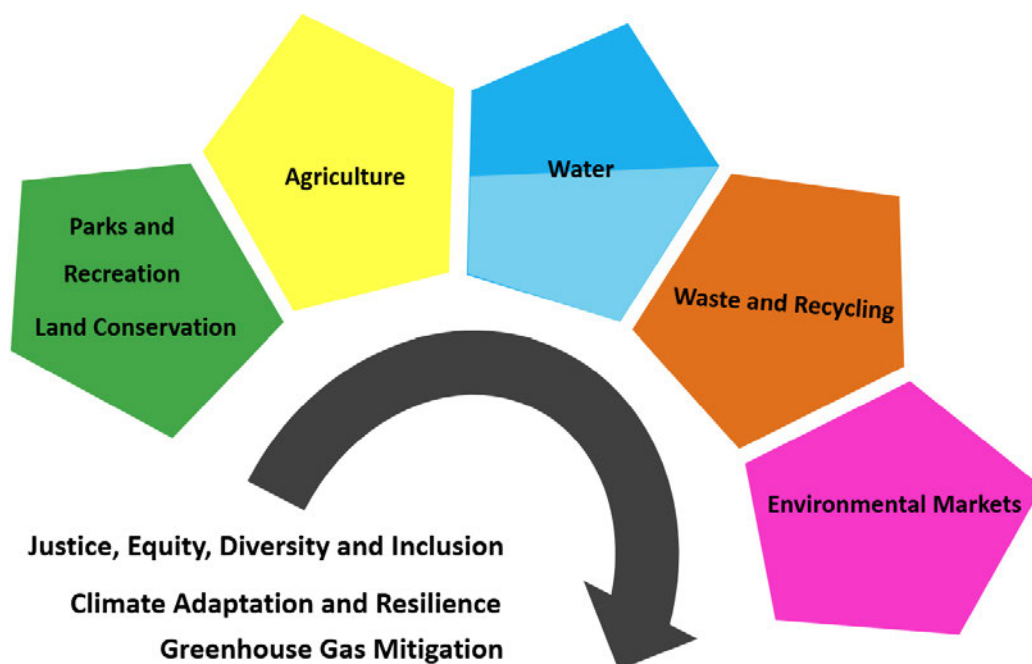 Parks and
Recreation
Land Conservation
Agriculture
Water
Waste and Recycling
Environmental Markets
Justice, Equity, Diversity and Inclusion
Climate Adaptation and Resilience
Greenhouse Gas Mitigation